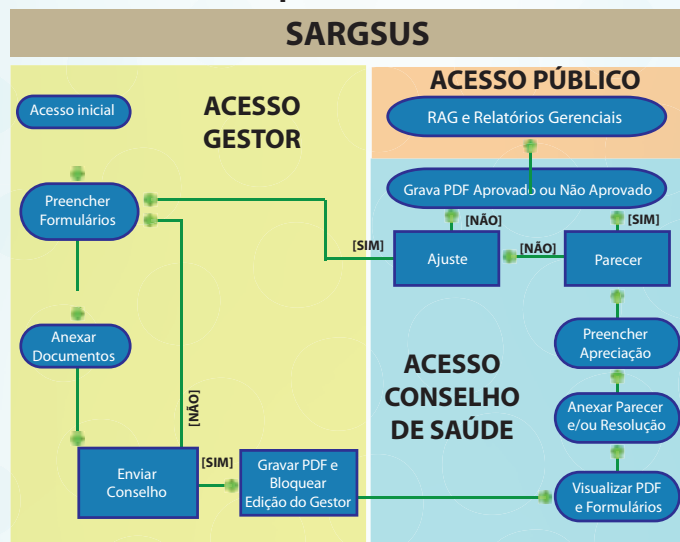 SARGSUS
ACESSO
GESTOR
Acesso inicial
Preencher
Formulários
Anexar
Documentos
Enviar
Conselho
[NÃO]
[SIM]
Gravar PDF e
Bloquear
Edição do Gestor
ACESSO PÚBLICO
RAG e Relatórios Gerenciais
Grava PDF Aprovado ou Não Aprovado
[NÃO]
[SIM]
[SIM]
Ajuste
[NÃO]
Parecer
Preencher
Apreciação
ACESSO
CONSELHO
DE SAÚDE
Anexar Parecer
e/ou Resolução
Visualizar PDF
e Formulários